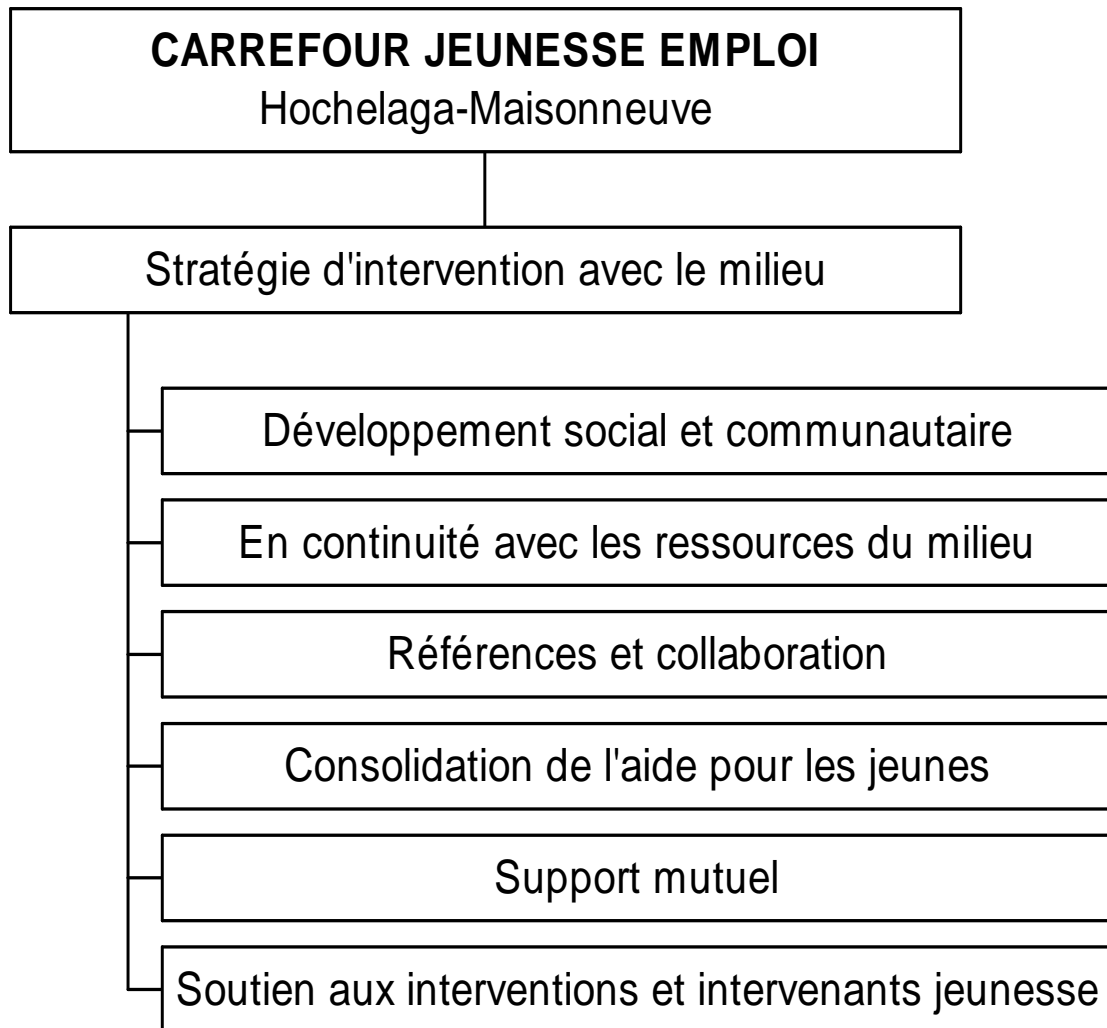 CARREFOUR JEUNESSE EMPLOI
Hochelaga-Maisonneuve
Stratégie d'intervention avec le milieu
Développement social et communautaire
En continuité avec les ressources du milieu
Références et collaboration
Consolidation de l'aide pour les jeunes
Support mutuel
Soutien aux interventions et intervenants jeunesse